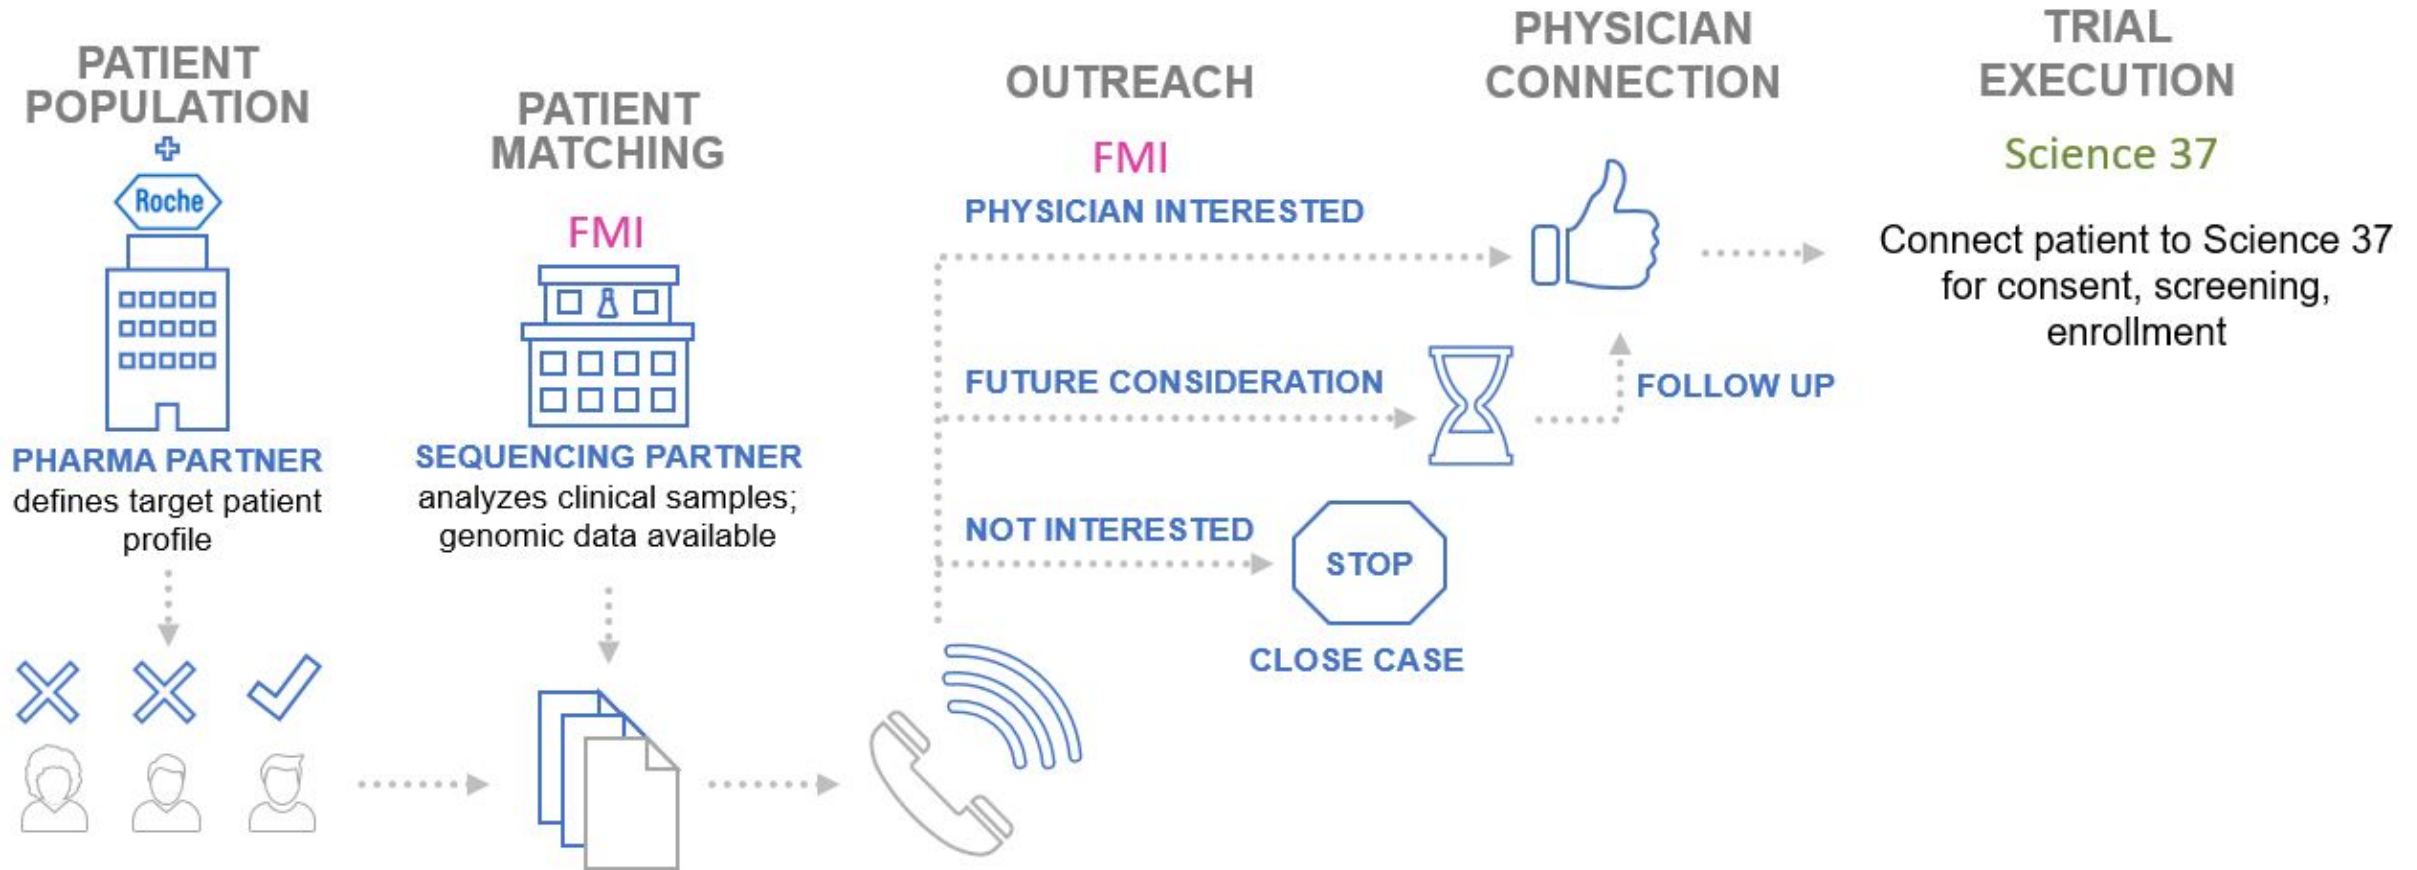 PATIENT
POPULATION
Roche
PHARMA PARTNER
defines target patient
profile
PATIENT
MATCHING
FMI
SEQUENCING PARTNER
analyzes clinical samples;
genomic data available
OUTREACH
FMI
PHYSICIAN INTERESTED
FUTURE CONSIDERATION
NOT INTERESTED
STOP
CLOSE CASE
PHYSICIAN
CONNECTION
FOLLOW UP
TRIAL
EXECUTION
Science 37
Connect patient to Science 37
for consent, screening,
enrollment